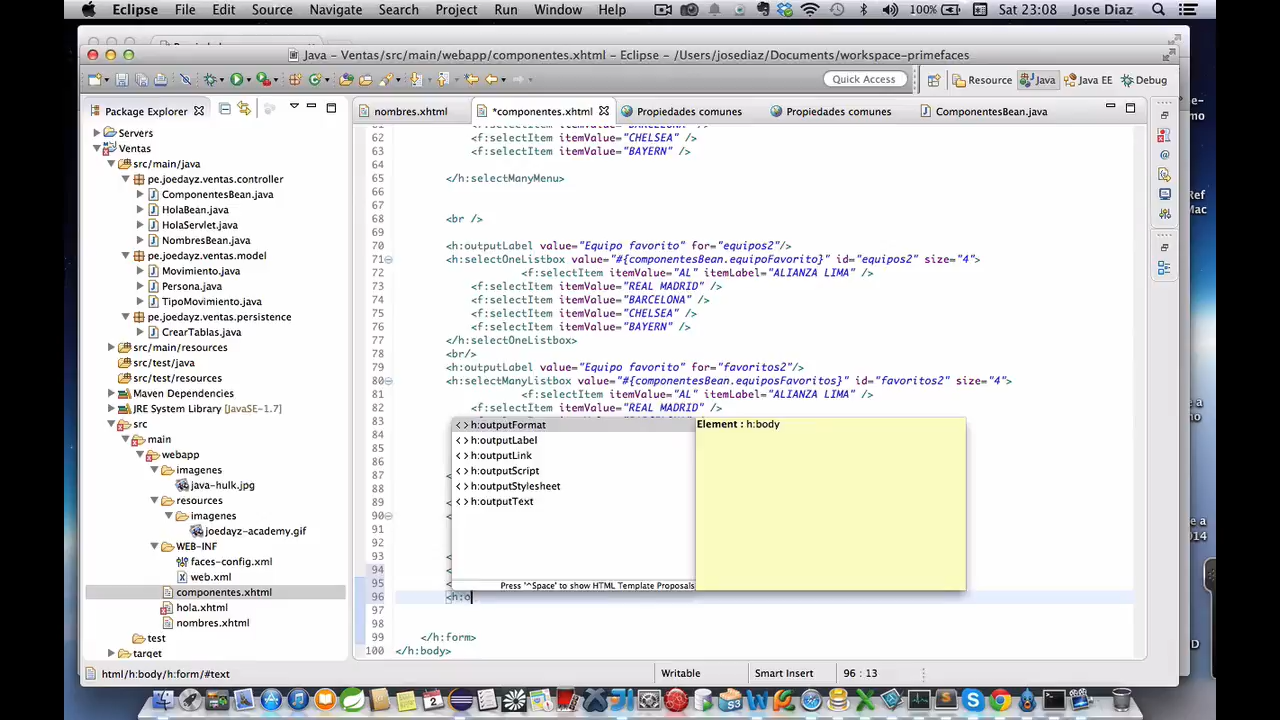 Eclipse File Edit Source Navigate Search Project Run Window Help 100% Sat 23:08 Jose Diaz
Java – Ventas/src/main/webapp/componentes.xhtml – Eclipse – /Users/josediaz/Documents/workspace-primefaces
Quick Access Resource Java Java EE Debug
Package Explorer
nombres.xhtml *componentes.xhtml Propiedades comunes Propiedades comunes ComponentesBean.java
Servers
Ventas
src/main/java
pe.joedayz.ventas.controller
ComponentesBean.java
HolaBean.java
HolaServlet.java
NombresBean.java
pe.joedayz.ventas.model
Movimiento.java
Persona.java
TipoMovimiento.java
pe.joedayz.ventas.persistence
CrearTablas.java
src/main/resources
src/test/java
src/test/resources
Maven Dependencies
JRE System Library [JavaSE-1.7]
src
main
webapp
imagenes
java-hulk.jpg
resources
imagenes
joedayz-academy.gif
WEB-INF
faces-config.xml
web.xml
componentes.xhtml
hola.xhtml
nombres.xhtml
test
target
62 <f:selectItem itemValue="CHELSEA" />
63 <f:selectItem itemValue="BAYERN" />
64
65 </h:selectManyMenu>
66
67
68 <br />
69
70 <h:outputLabel value="Equipo favorito" for="equipos2"/>
71 <h:selectOneListbox value="#{componentesBean.equipoFavorito}" id="equipos2" size="4">
72 <f:selectItem itemValue="AL" itemLabel="ALIANZA LIMA" />
73 <f:selectItem itemValue="REAL MADRID" />
74 <f:selectItem itemValue="BARCELONA" />
75 <f:selectItem itemValue="CHELSEA" />
76 <f:selectItem itemValue="BAYERN" />
77 </h:selectOneListbox>
78 <br/>
79 <h:outputLabel value="Equipo favorito" for="favoritos2"/>
80 <h:selectManyListbox value="#{componentesBean.equiposFavoritos}" id="favoritos2" size="4">
81 <f:selectItem itemValue="AL" itemLabel="ALIANZA LIMA" />
82 <f:selectItem itemValue="REAL MADRID" />
83
84
85
86
87 <
88
89 <
90 <
91
92
93 <
94 <
95 <
96 <h:o
97
98
99 </h:form>
100 </h:body>
h:outputFormat
h:outputLabel
h:outputLink
h:outputScript
h:outputStylesheet
h:outputText
Press '^Space' to show HTML Template Proposals
Element : h:body
html/h:body/h:form/#text Writable Smart Insert 96 : 13
Ref
Mac